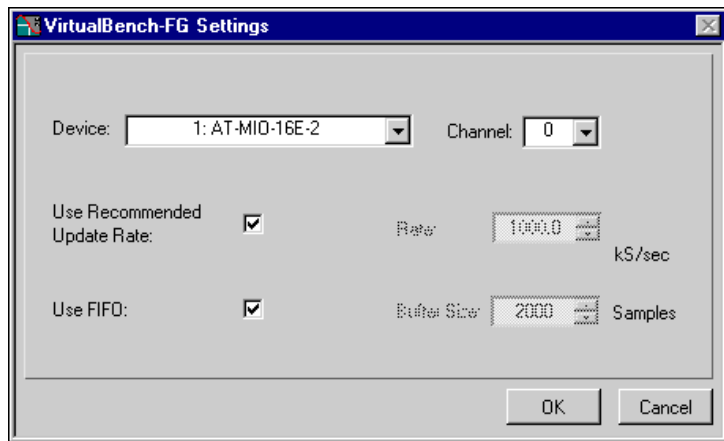 VirtualBench-FG Settings
Device: 1: AT-MIO-16E-2 Channel: 0
Use Recommended
Update Rate:
Rate: 1000.0
kS/sec
Use FIFO: Buffer Size: 2000 Samples
OK Cancel